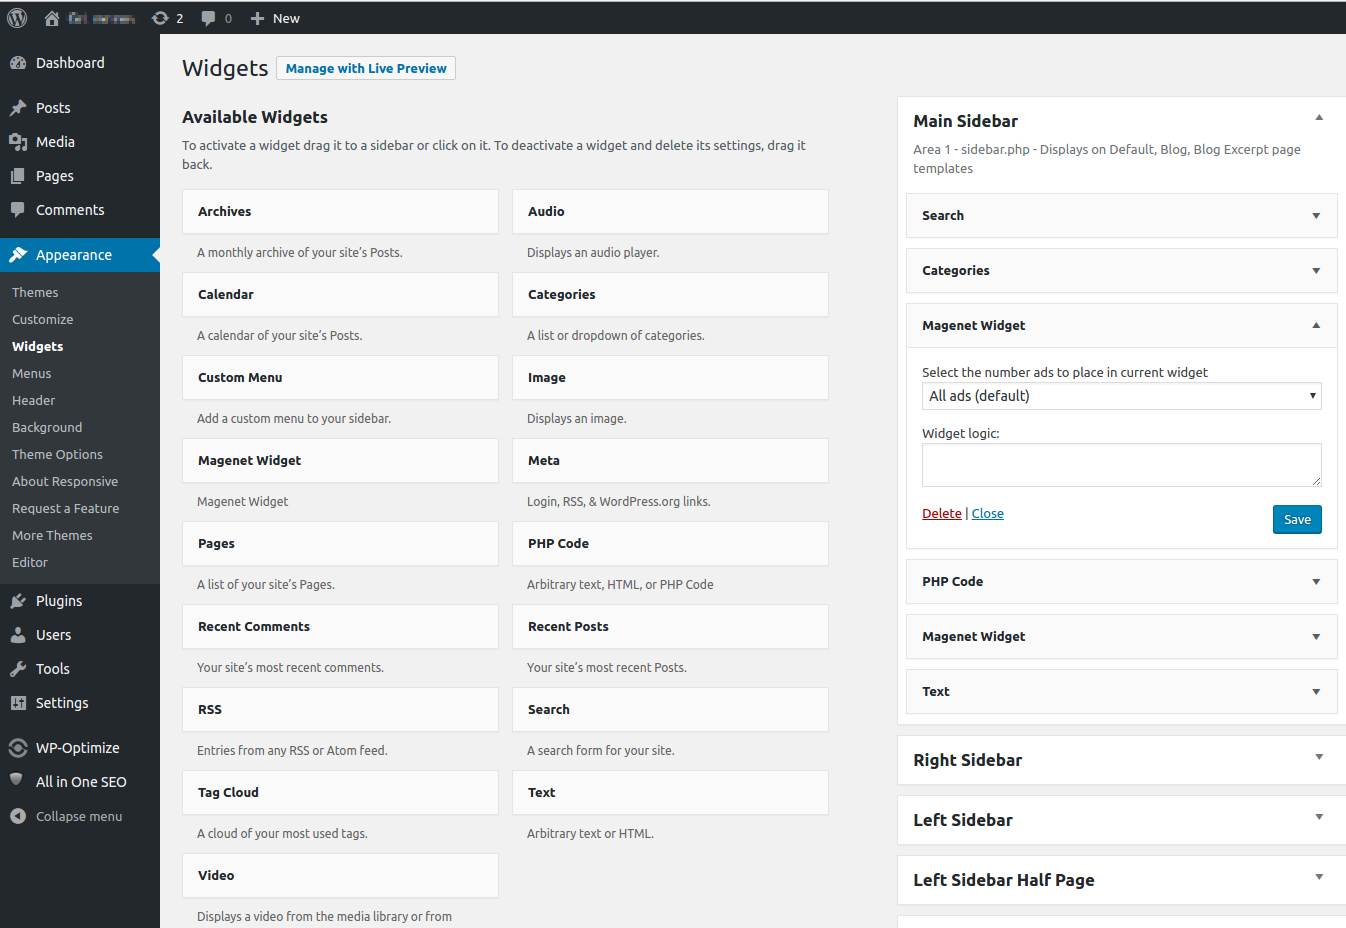 2 0 New
Dashboard
Posts
Media
Pages
Comments
Appearance
Themes
Customize
Widgets
Menus
Header
Background
Theme Options
About Responsive
Request a Feature
More Themes
Editor
Plugins
Users
Tools
Settings
WP-Optimize
All in One SEO
Collapse menu
Widgets Manage with Live Preview
Available Widgets
To activate a widget drag it to a sidebar or click on it. To deactivate a widget and delete its settings, drag it
back.
Archives Audio
A monthly archive of your site’s Posts. Displays an audio player.
Calendar Categories
A calendar of your site’s Posts. A list or dropdown of categories.
Custom Menu Image
Add a custom menu to your sidebar. Displays an image.
Magenet Widget Meta
Magenet Widget Login, RSS, & WordPress.org links.
Pages PHP Code
A list of your site’s Pages. Arbitrary text, HTML, or PHP Code
Recent Comments Recent Posts
Your site’s most recent comments. Your site’s most recent Posts.
RSS Search
Entries from any RSS or Atom feed. A search form for your site.
Tag Cloud Text
A cloud of your most used tags. Arbitrary text or HTML.
Video
Displays a video from the media library or from
Main Sidebar
Area 1 - sidebar.php - Displays on Default, Blog, Blog Excerpt page
templates
Search
Categories
Magenet Widget
Select the number ads to place in current widget
All ads (default)
Widget logic:
Delete | Close Save
PHP Code
Magenet Widget
Text
Right Sidebar
Left Sidebar
Left Sidebar Half Page